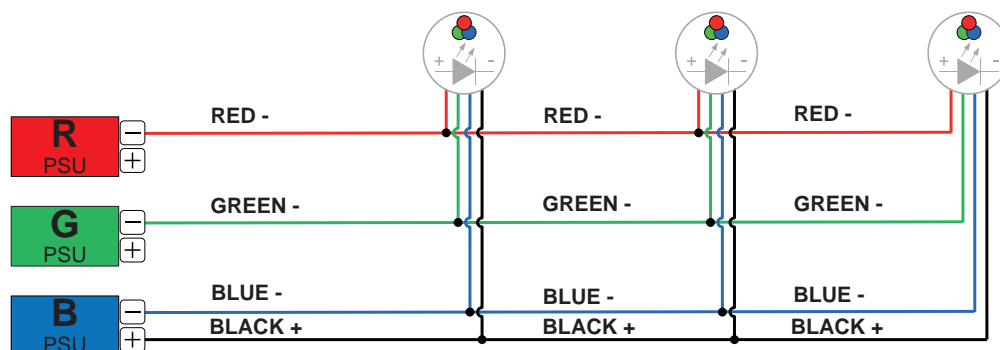 + -
+ -
+ -
RED - RED - RED -
R
PSU
−
+
GREEN - GREEN - GREEN -
G
PSU
−
+
BLUE - BLUE - BLUE -
B
PSU
−
+
BLACK + BLACK + BLACK +